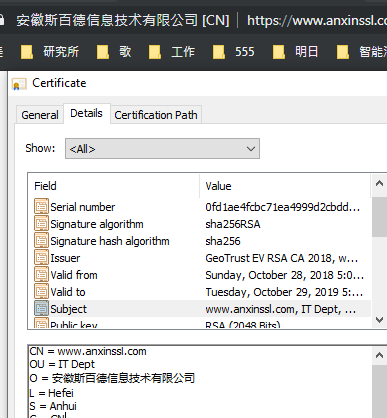 安徽斯百德信息技术有限公司 [CN] | https://www.anxinssl.co
研究所 歌 工作 555 明日 智能
Certificate
General Details Certification Path
Show: <All>
Field Value
Serial number 0fd1ae4fcbc71ea4999d2cbdd...
Signature algorithm sha256RSA
Signature hash algorithm sha256
Issuer GeoTrust EV RSA CA 2018, w...
Valid from Sunday, October 28, 2018 5:0...
Valid to Tuesday, October 29, 2019 5...
Subject www.anxinssl.com, IT Dept, ...
Public key RSA (2048 Bits)
CN = www.anxinssl.com
OU = IT Dept
O = 安徽斯百德信息技术有限公司
L = Hefei
S = Anhui
C = CN